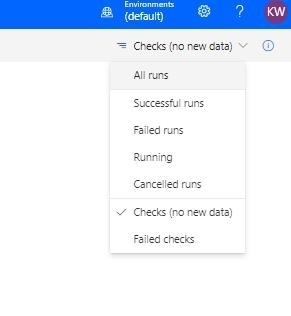 Environments
(default)
?
KW
Checks (no new data)
All runs
Successful runs
Failed runs
Running
Cancelled runs
Checks (no new data)
Failed checks